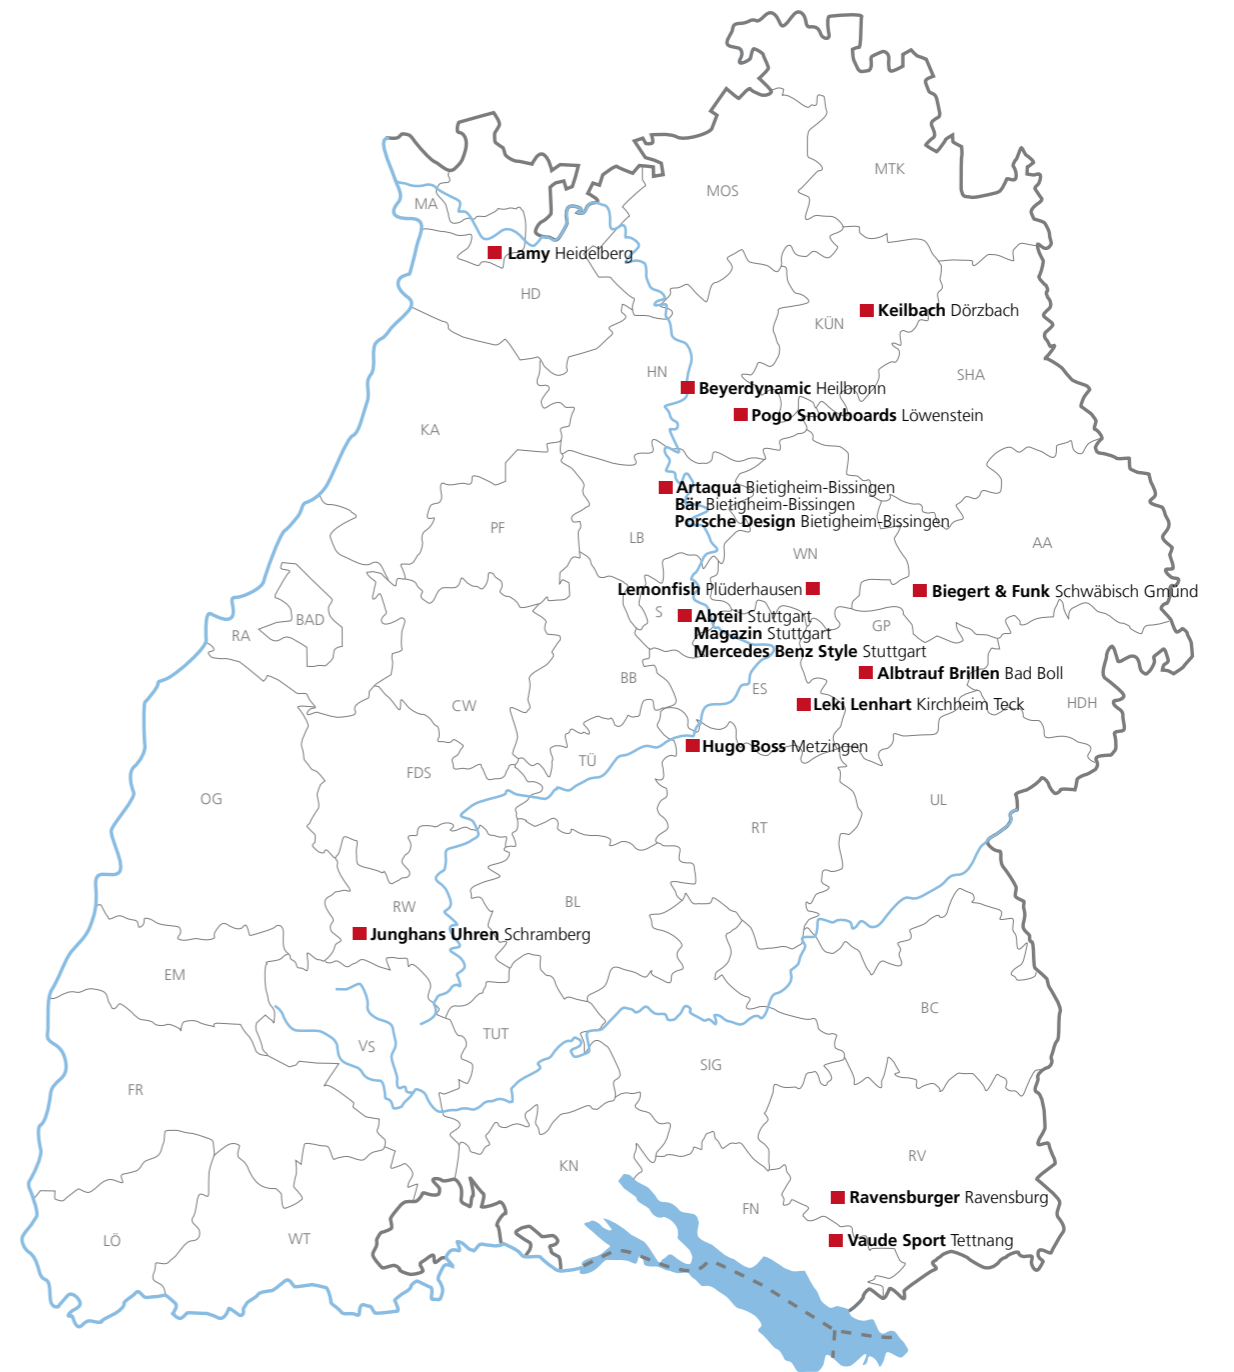 MTK
MOS
MA
Lamy Heidelberg
HD
Keilbach Dörzbach
KÜN
HN
SHA
Beyerdynamic Heilbronn
Pogo Snowboards Löwenstein
KA
Artaqua Bietigheim-Bissingen
Bär Bietigheim-Bissingen
Porsche Design Bietigheim-Bissingen
PF
LB
AA
WN
Lemonfish Plüderhausen
Biegert & Funk Schwäbisch Gmünd
S
Abteil Stuttgart
BAD
GP
RA
Magazin Stuttgart
Mercedes Benz Style Stuttgart
Albtrauf Brillen Bad Boll
BB
ES
CW
Leki Lenhart Kirchheim Teck
HDH
Hugo Boss Metzingen
TÜ
FDS
OG
UL
RT
BL
RW
Junghans Uhren Schramberg
EM
BC
TUT
VS
SIG
FR
RV
KN
Ravensburger Ravensburg
FN
LÖ
WT
Vaude Sport Tettnang